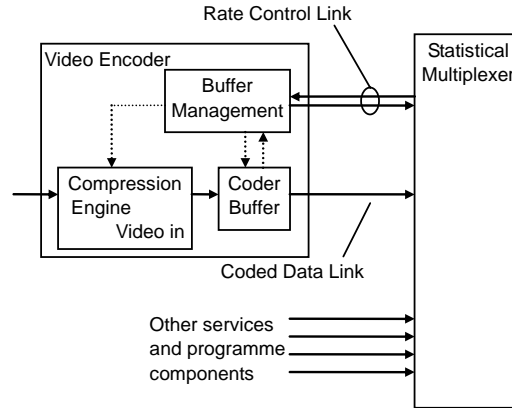 Rate Control Link
Video Encoder
Statistical
Multiplexer
Buffer
Management
Compression
Engine
Video in
Coder
Buffer
Coded Data Link
Other services
and programme
components